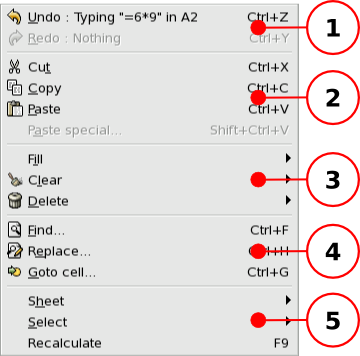 Undo : Typing "=6*9" in A2 Ctrl+Z
Redo : Nothing Ctrl+Y
1
Cut Ctrl+X
Copy Ctrl+C
2
Paste Ctrl+V
Paste special... Shift+Ctrl+V
Fill
Clear
3
Delete
Find... Ctrl+F
Replace... Ctrl+H
4
Goto cell... Ctrl+G
Sheet
Select
5
Recalculate F9